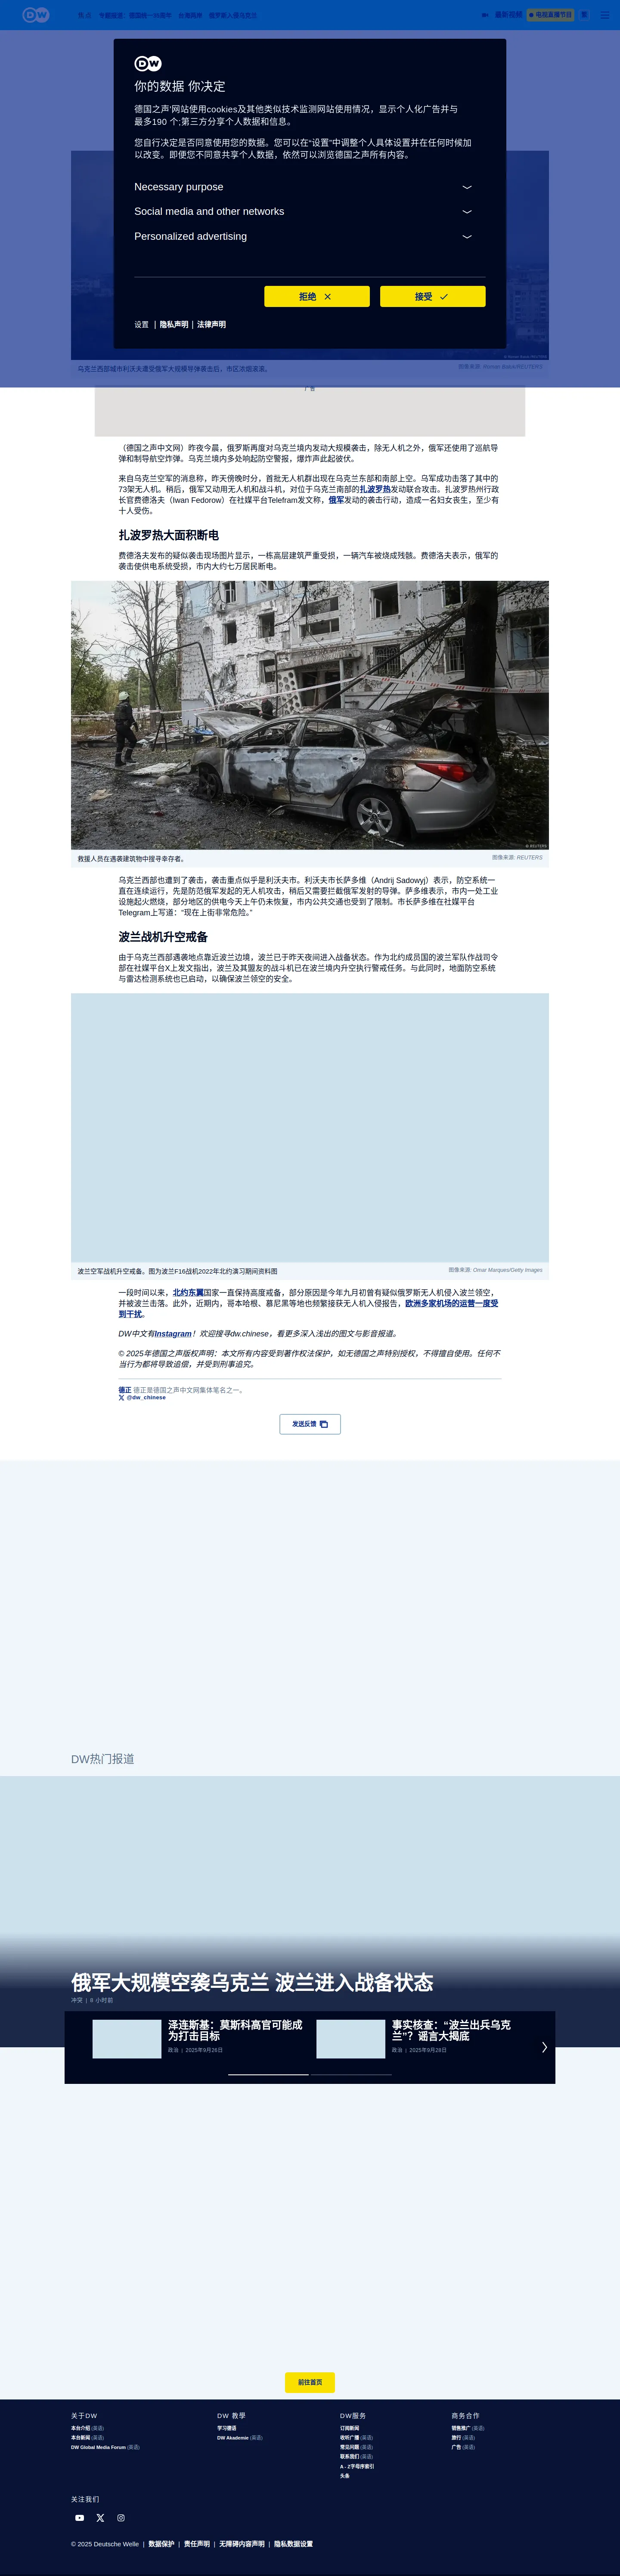 DW
焦点 专题报道 德国统一35周年 台湾两岸 俄罗斯入侵乌克兰
最新视频 电视直播节目
DW
你的数据 你决定
德国之声'网站使用cookies及其他类似技术监测网站使用情况，显示个人化广告并与
最多190 个;第三方分享个人数据和信息。
您自行决定是否同意使用您的数据。您可以在“设置”中调整个人具体设置并在任何时候加
以改变。即便您不同意共享个人数据，依然可以浏览德国之声所有内容。
Necessary purpose
Social media and other networks
Personalized advertising
拒绝 接受
设置 | 隐私声明 | 法律声明
乌克兰西部城市利沃夫遭受俄军大规模导弹袭击后，市区浓烟滚滚。
图像来源: Roman Baluk/REUTERS
广告
（德国之声中文网）昨夜今晨，俄罗斯再度对乌克兰境内发动大规模袭击，除无人机之外，俄军还使用了巡航导
弹和制导航空炸弹。乌克兰境内多处响起防空警报，爆炸声此起彼伏。
来自乌克兰空军的消息称，昨天傍晚时分，首批无人机群出现在乌克兰东部和南部上空。乌军成功击落了其中的
73架无人机。稍后，俄军又动用无人机和战斗机，对位于乌克兰南部的扎波罗热发动联合攻击。扎波罗热州行政
长官费德洛夫（Iwan Fedorow）在社媒平台Telefram发文称，俄军发动的袭击行动，造成一名妇女丧生，至少有
十人受伤。
扎波罗热大面积断电
费德洛夫发布的疑似袭击现场图片显示，一栋高层建筑严重受损，一辆汽车被烧成残骸。费德洛夫表示，俄军的
袭击使供电系统受损，市内大约七万居民断电。
© REUTERS
救援人员在遇袭建筑物中搜寻幸存者。
图像来源: REUTERS
乌克兰西部也遭到了袭击，袭击重点似乎是利沃夫市。利沃夫市长萨多维（Andrij Sadowyj）表示，防空系统一
直在连续运行，先是防范俄军发起的无人机攻击，稍后又需要拦截俄军发射的导弹。萨多维表示，市内一处工业
设施起火燃烧，部分地区的供电今天上午仍未恢复，市内公共交通也受到了限制。市长萨多维在社媒平台
Telegram上写道：“现在上街非常危险。”
波兰战机升空戒备
由于乌克兰西部遇袭地点靠近波兰边境，波兰已于昨天夜间进入战备状态。作为北约成员国的波兰军队作战司令
部在社媒平台X上发文指出，波兰及其盟友的战斗机已在波兰境内升空执行警戒任务。与此同时，地面防空系统
与雷达检测系统也已启动，以确保波兰领空的安全。
波兰空军战机升空戒备。图为波兰F16战机2022年北约演习期间资料图
图像来源: Omar Marques/Getty Images
一段时间以来，北约东翼国家一直保持高度戒备，部分原因是今年九月初曾有疑似俄罗斯无人机侵入波兰领空，
并被波兰击落。此外，近期内，哥本哈根、慕尼黑等地也频繁接获无人机入侵报告，欧洲多家机场的运营一度受
到干扰。
DW中文有Instagram！欢迎搜寻dw.chinese，看更多深入浅出的图文与影音报道。
© 2025年德国之声版权声明：本文所有内容受到著作权法保护，如无德国之声特别授权，不得擅自使用。任何不
当行为都将导致追偿，并受到刑事追究。
德正 德正是德国之声中文网集体笔名之一。
@dw_chinese
发送反馈
DW热门报道
俄军大规模空袭乌克兰 波兰进入战备状态
冲突 | 9 小时前
泽连斯基：莫斯科高官可能成
为打击目标
政治 | 2025年9月26日
事实核查：“波兰出兵乌克
兰”？谣言大揭底
政治 | 2025年9月28日
前往首页
关于DW
本台介绍 (英语)
本台新闻 (英语)
DW Global Media Forum (英语)
DW 教學
学习德语
DW Akademie (英语)
DW服务
订阅新闻
收听广播 (英语)
常见问题 (英语)
联系我们 (英语)
A - Z字母序索引
头条
商务合作
销售推广 (英语)
旅行 (英语)
广告 (英语)
关注我们
© 2025 Deutsche Welle | 数据保护 | 责任声明 | 无障碍内容声明 | 隐私数据设置